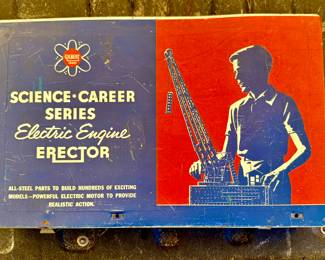 GILBERT
SCIENCE·CAREER
SERIES
Electric Engine
ERECTOR
ALL-STEEL PARTS TO BUILD HUNDREDS OF EXCITING
MODELS—POWERFUL ELECTRIC MOTOR TO PROVIDE
REALISTIC ACTION.